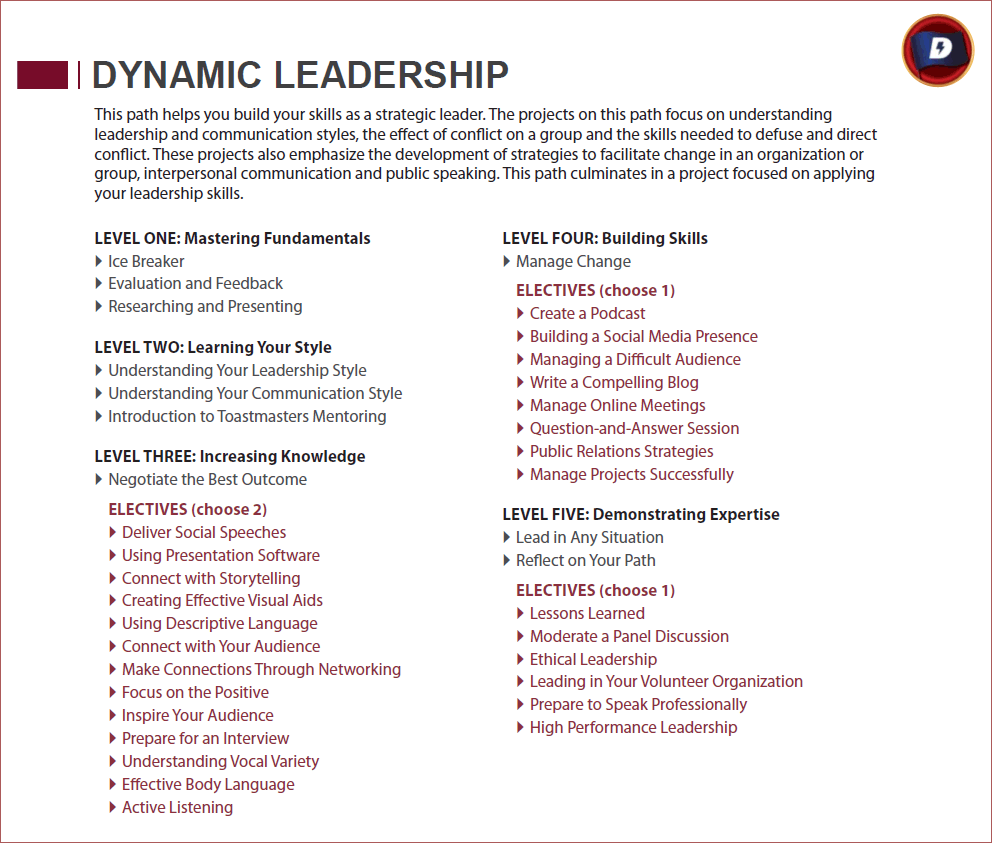 D
DYNAMIC LEADERSHIP
This path helps you build your skills as a strategic leader. The projects on this path focus on understanding
leadership and communication styles, the effect of conflict on a group and the skills needed to defuse and direct
conflict. These projects also emphasize the development of strategies to facilitate change in an organization or
group, interpersonal communication and public speaking. This path culminates in a project focused on applying
your leadership skills.
LEVEL ONE: Mastering Fundamentals
Ice Breaker
Evaluation and Feedback
Researching and Presenting
LEVEL TWO: Learning Your Style
Understanding Your Leadership Style
Understanding Your Communication Style
Introduction to Toastmasters Mentoring
LEVEL THREE: Increasing Knowledge
Negotiate the Best Outcome
ELECTIVES (choose 2)
Deliver Social Speeches
Using Presentation Software
Connect with Storytelling
Creating Effective Visual Aids
Using Descriptive Language
Connect with Your Audience
Make Connections Through Networking
Focus on the Positive
Inspire Your Audience
Prepare for an Interview
Understanding Vocal Variety
Effective Body Language
Active Listening
LEVEL FOUR: Building Skills
Manage Change
ELECTIVES (choose 1)
Create a Podcast
Building a Social Media Presence
Managing a Difficult Audience
Write a Compelling Blog
Manage Online Meetings
Question-and-Answer Session
Public Relations Strategies
Manage Projects Successfully
LEVEL FIVE: Demonstrating Expertise
Lead in Any Situation
Reflect on Your Path
ELECTIVES (choose 1)
Lessons Learned
Moderate a Panel Discussion
Ethical Leadership
Leading in Your Volunteer Organization
Prepare to Speak Professionally
High Performance Leadership